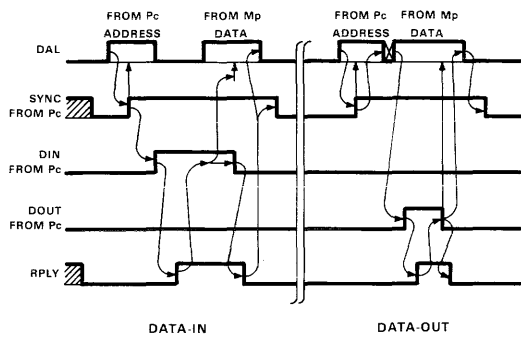 FROM Pc
ADDRESS
FROM Mp
DATA
FROM Pc
ADDRESS
FROM Mp
DATA
DAL
SYNC
FROM Pc
DIN
FROM Pc
DOUT
FROM Pc
RPLY
DATA-IN
DATA-OUT